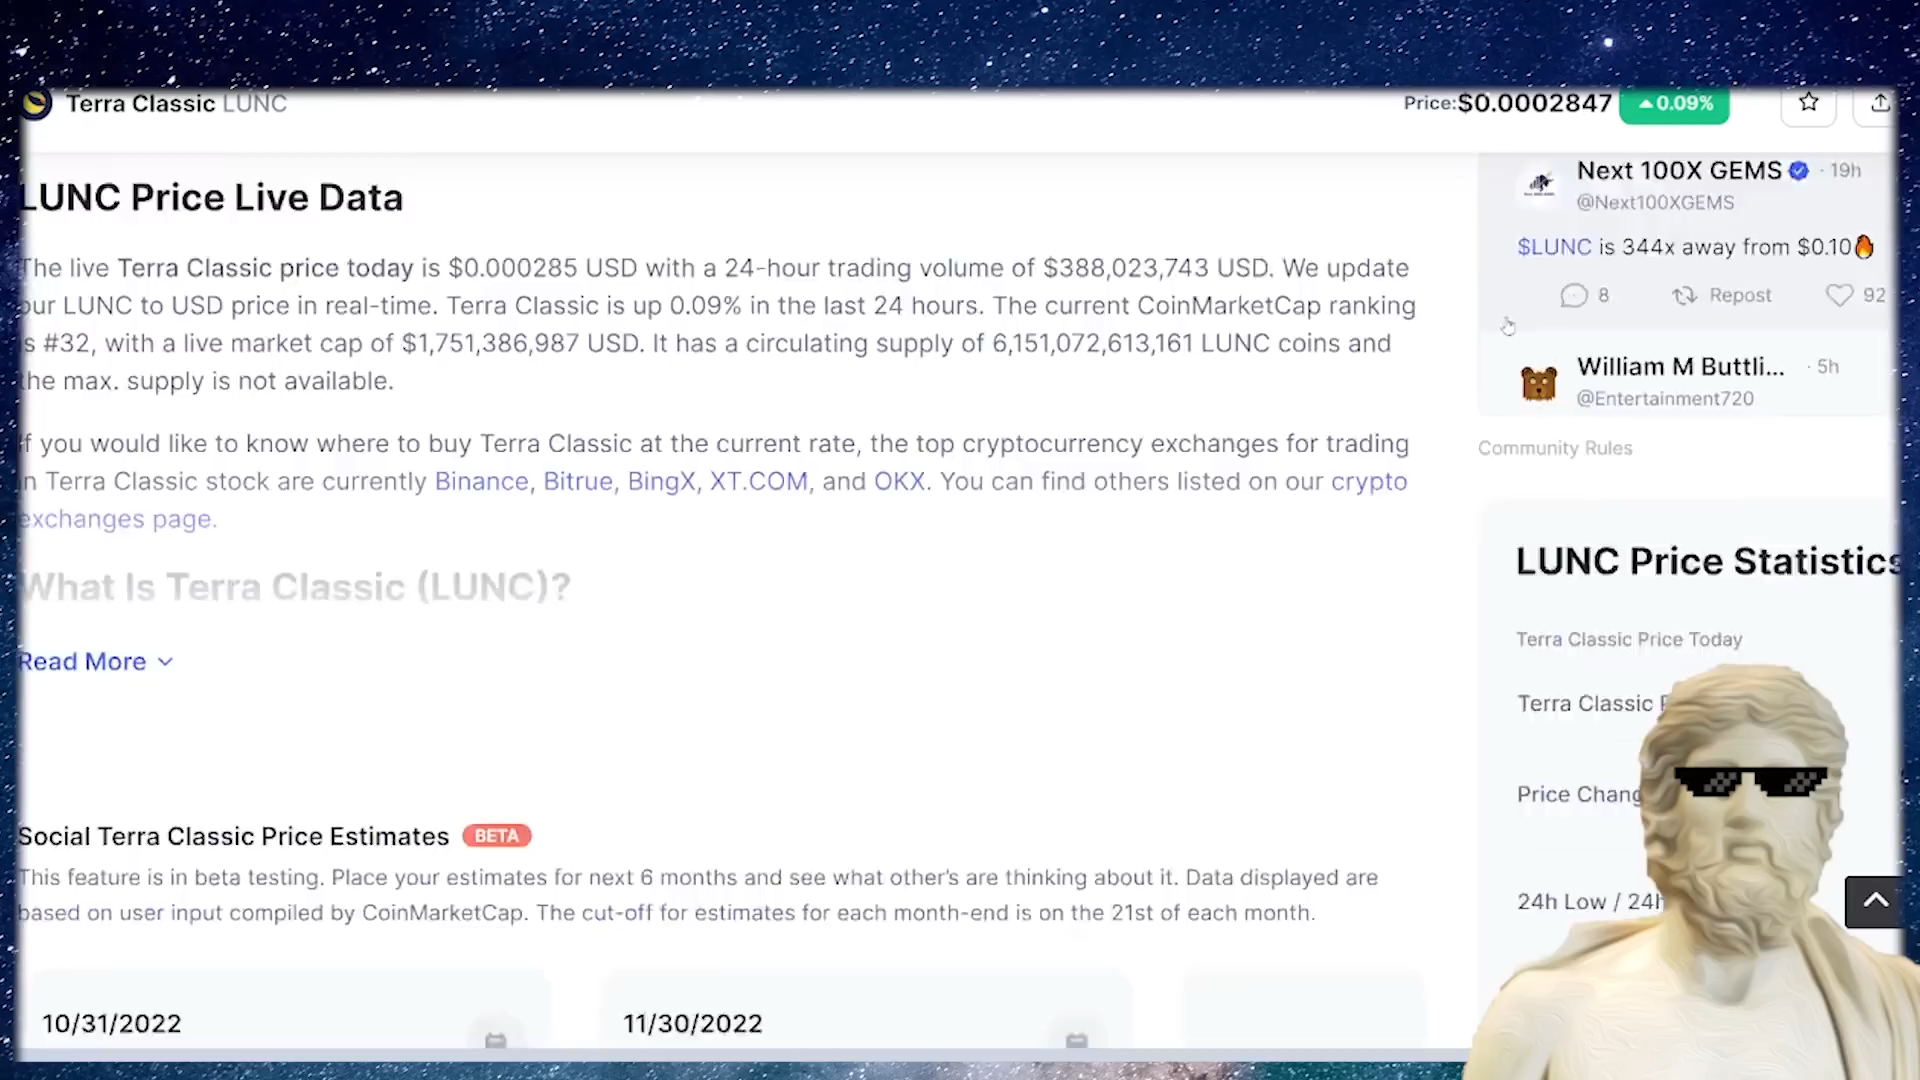 Terra Classic LUNC
Price:$0.0002847
0.09%
LUNC Price Live Data
The live Terra Classic price today is $0.000285 USD with a 24-hour trading volume of $388,023,743 USD. We update
our LUNC to USD price in real-time. Terra Classic is up 0.09% in the last 24 hours. The current CoinMarketCap ranking
is #32, with a live market cap of $1,751,386,987 USD. It has a circulating supply of 6,151,072,613,161 LUNC coins and
the max. supply is not available.
If you would like to know where to buy Terra Classic at the current rate, the top cryptocurrency exchanges for trading
in Terra Classic stock are currently Binance, Bitrue, BingX, XT.COM, and OKX. You can find others listed on our crypto
exchanges page.
What Is Terra Classic (LUNC)?
Read More
Social Terra Classic Price Estimates BETA
This feature is in beta testing. Place your estimates for next 6 months and see what other's are thinking about it. Data displayed are
based on user input compiled by CoinMarketCap. The cut-off for estimates for each month-end is on the 21st of each month.
10/31/2022
11/30/2022
Next 100X GEMS · 19h
@Next100XGEMS
$LUNC is 344x away from $0.10
8 Repost 92
William M Buttli... · 5h
@Entertainment720
Community Rules
LUNC Price Statistics
Terra Classic Price Today
Terra Classic
Price Chang
24h Low / 24h